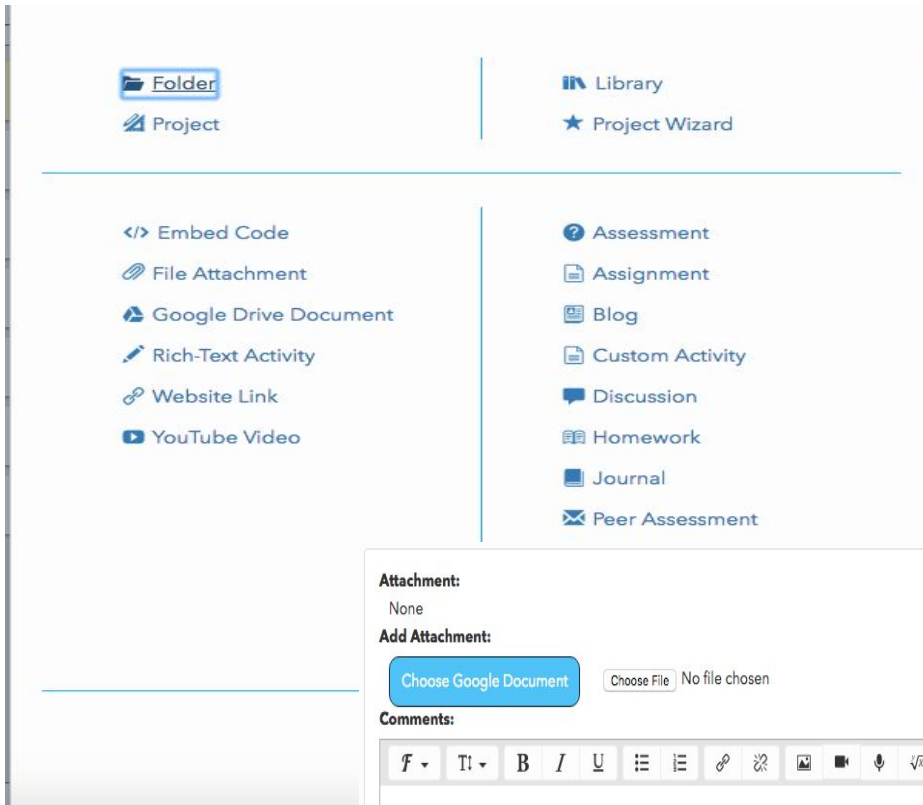 Folder
Project
Library
Project Wizard
Embed Code
File Attachment
Google Drive Document
Rich-Text Activity
Website Link
YouTube Video
Assessment
Assignment
Blog
Custom Activity
Discussion
Homework
Journal
Peer Assessment
Attachment:
None
Add Attachment:
Choose Google Document Choose File No file chosen
Comments:
F T B I U